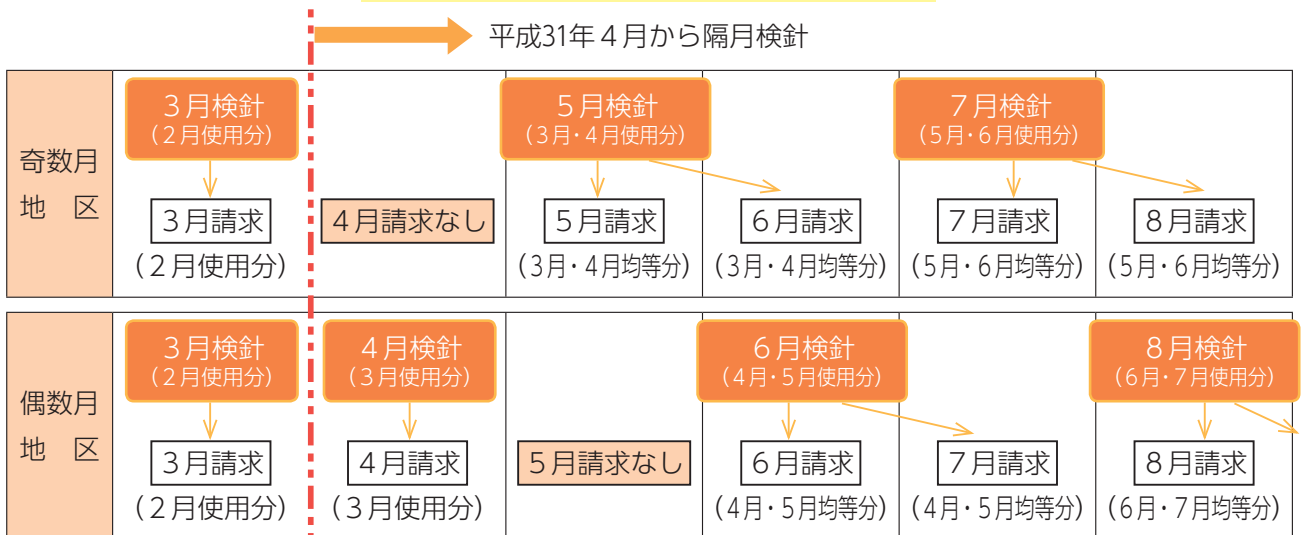 平成31年４月から隔月検針
奇数月
地　区
３月検針
(２月使用分)
３月請求
(２月使用分)
４月請求なし
５月検針
(３月・４月使用分)
５月請求
(３月・４月均等分)
６月請求
(３月・４月均等分)
７月検針
(５月・６月使用分)
７月請求
(５月・６月均等分)
８月請求
(５月・６月均等分)
偶数月
地　区
３月検針
(２月使用分)
３月請求
(２月使用分)
４月検針
(３月使用分)
４月請求
(３月使用分)
５月請求なし
６月検針
(４月・５月使用分)
６月請求
(４月・５月均等分)
７月請求
(４月・５月均等分)
８月検針
(６月・７月使用分)
８月請求
(６月・７月均等分)